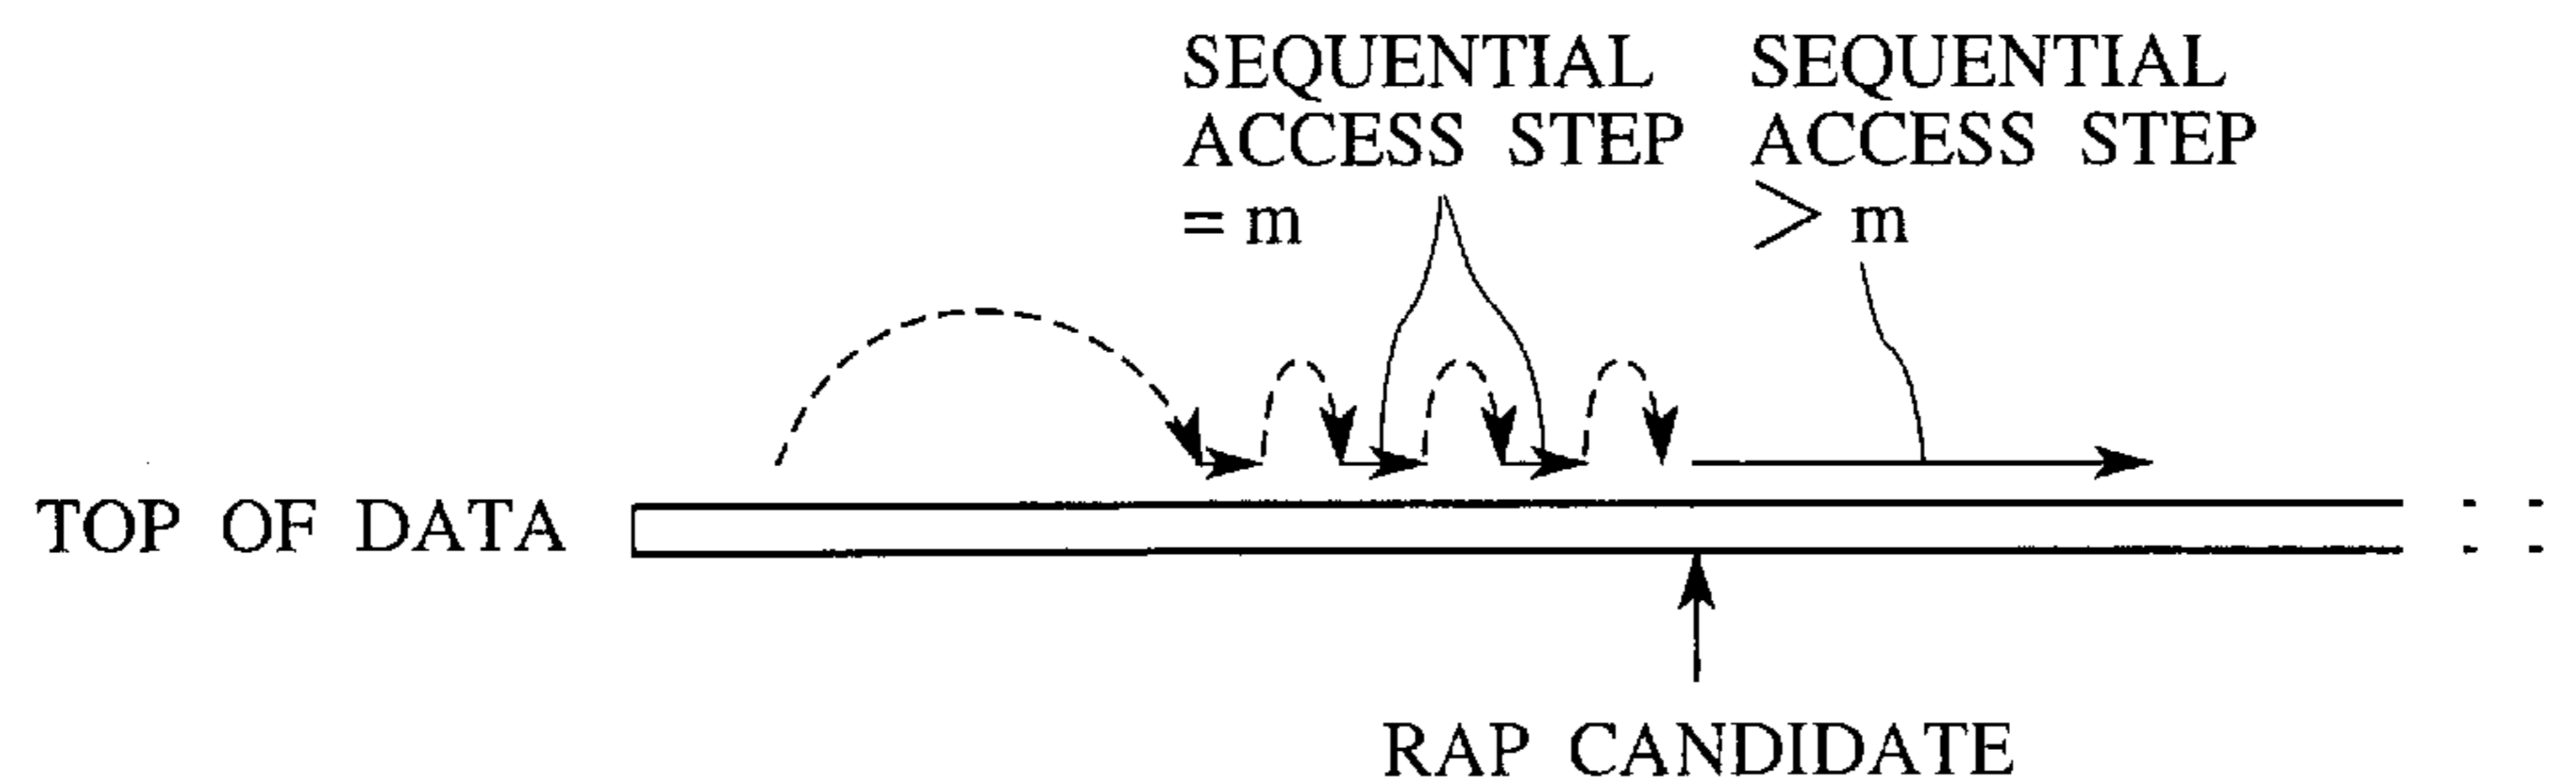 SEQUENTIAL
ACCESS STEP
= m
SEQUENTIAL
ACCESS STEP
> m
TOP OF DATA
RAP CANDIDATE